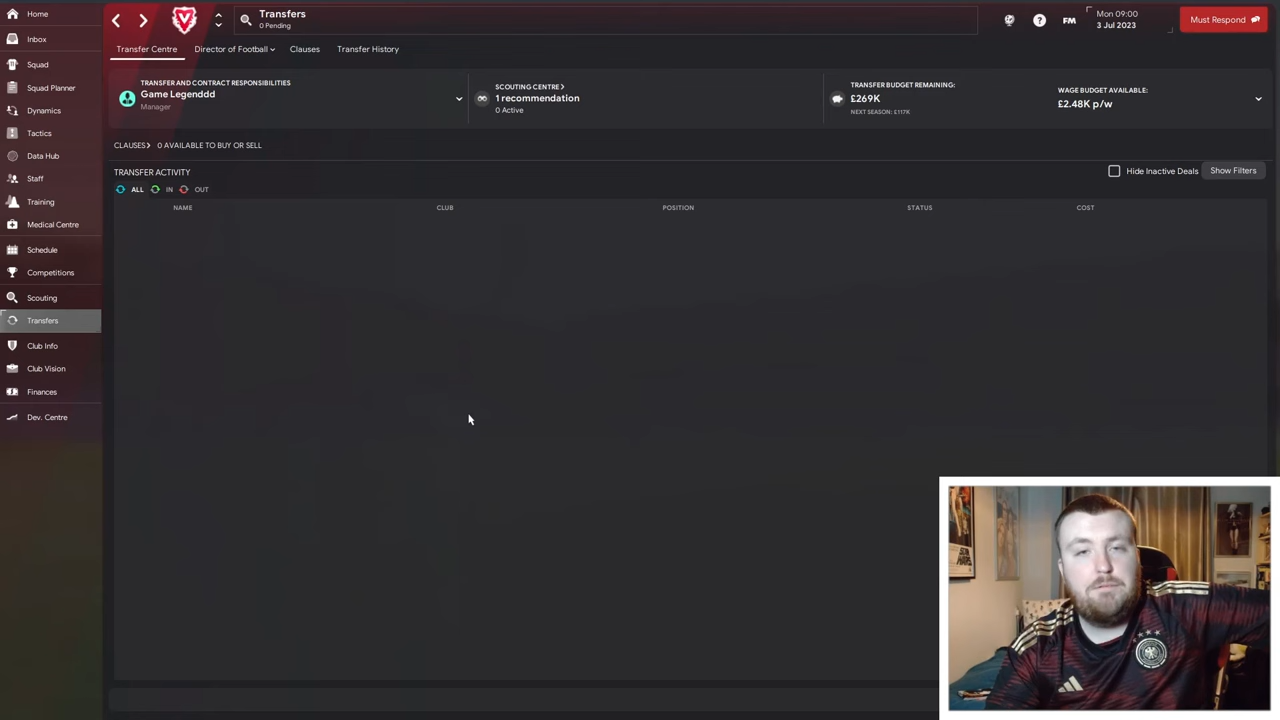 Home
Inbox
Squad
Squad Planner
Dynamics
Tactics
Data Hub
Staff
Training
Medical Centre
Schedule
Competitions
Scouting
Transfers
Club Info
Club Vision
Finances
Dev. Centre
Transfers
0 Pending
FM
Mon 09:00
3 Jul 2023
Must Respond
Transfer Centre
Director of Football
Clauses
Transfer History
TRANSFER AND CONTRACT RESPONSIBILITIES
Game Legenddd
Manager
SCOUTING CENTRE>
1 recommendation
0 Active
TRANSFER BUDGET REMAINING:
£269K
NEXT SEASON: £117K
WAGE BUDGET AVAILABLE:
£2.48K p/w
CLAUSES> 0 AVAILABLE TO BUY OR SELL
TRANSFER ACTIVITY
Hide Inactive Deals
Show Filters
ALL IN OUT
NAME CLUB POSITION STATUS COST